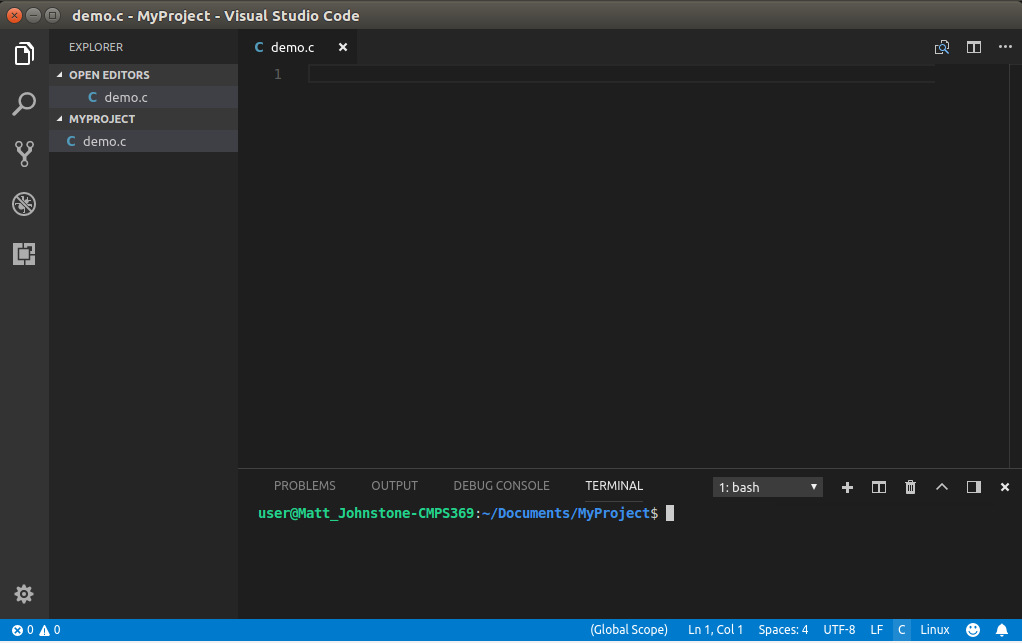 demo.c - MyProject - Visual Studio Code
EXPLORER
OPEN EDITORS
C demo.c
MYPROJECT
C demo.c
C demo.c
1
PROBLEMS OUTPUT DEBUG CONSOLE TERMINAL 1: bash
user@Matt_Johnstone-CMPS369:~/Documents/MyProject$
0 0 (Global Scope) Ln 1, Col 1 Spaces: 4 UTF-8 LF C Linux